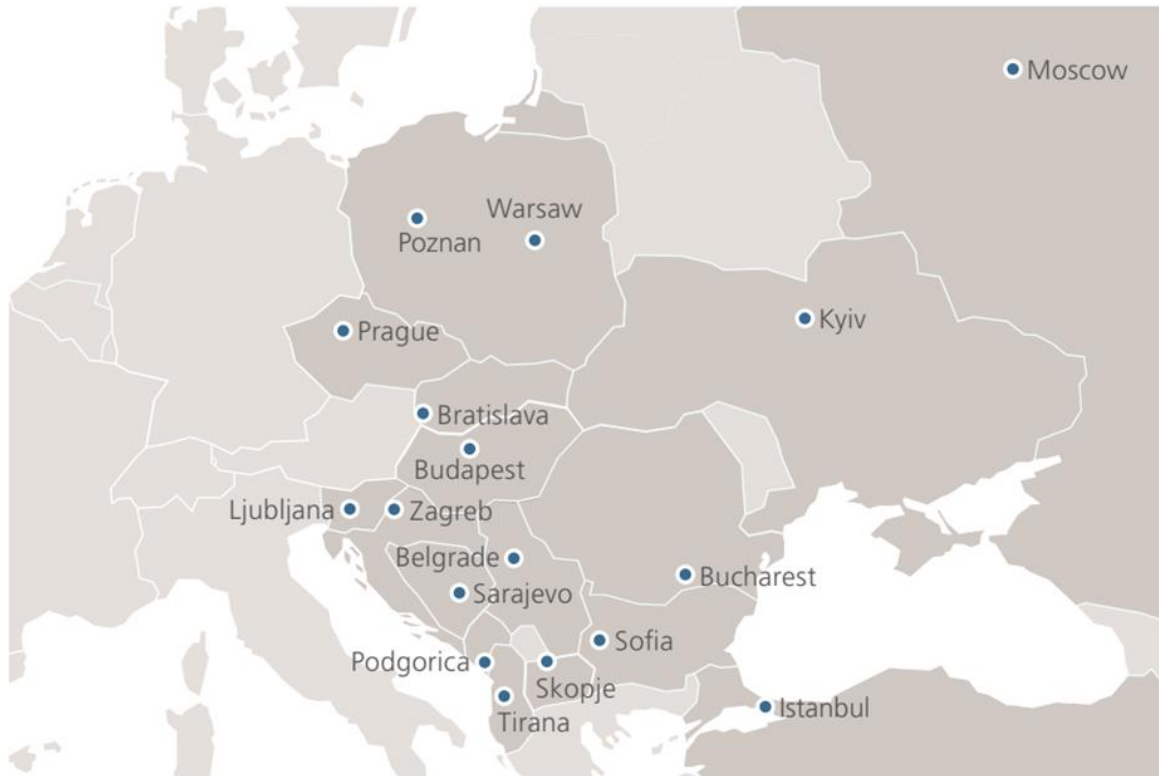 Moscow
Warsaw
Poznan
Kyiv
Prague
Bratislava
Budapest
Ljubljana
Zagreb
Belgrade
Bucharest
Sarajevo
Sofia
Podgorica
Skopje
Tirana
Istanbul